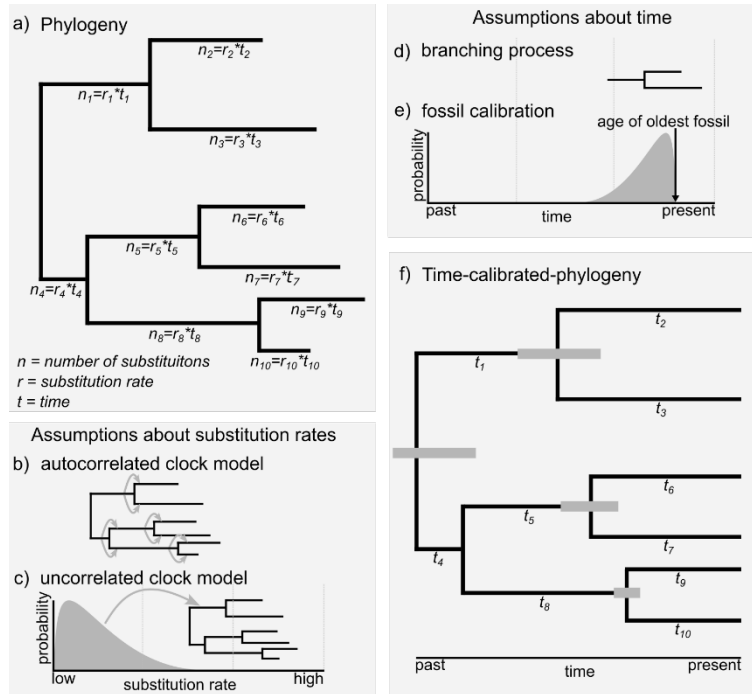 a) Phylogeny
n2=r2*t2
n1=r1*t1
n3=r3*t3
n6=r6*t6
n5=r5*t5
n7=r7*t7
n4=r4*t4
n9=r9*t9
n8=r8*t8
n10=r10*t10
n = number of substituitons
r = substitution rate
t = time
Assumptions about substitution rates
b) autocorrelated clock model
c) uncorrelated clock model
probability
low
substitution rate
high
Assumptions about time
d) branching process
e) fossil calibration
age of oldest fossil
probability
past
time
present
f) Time-calibrated-phylogeny
t2
t1
t3
t6
t5
t7
t4
t9
t8
t10
past
time
present